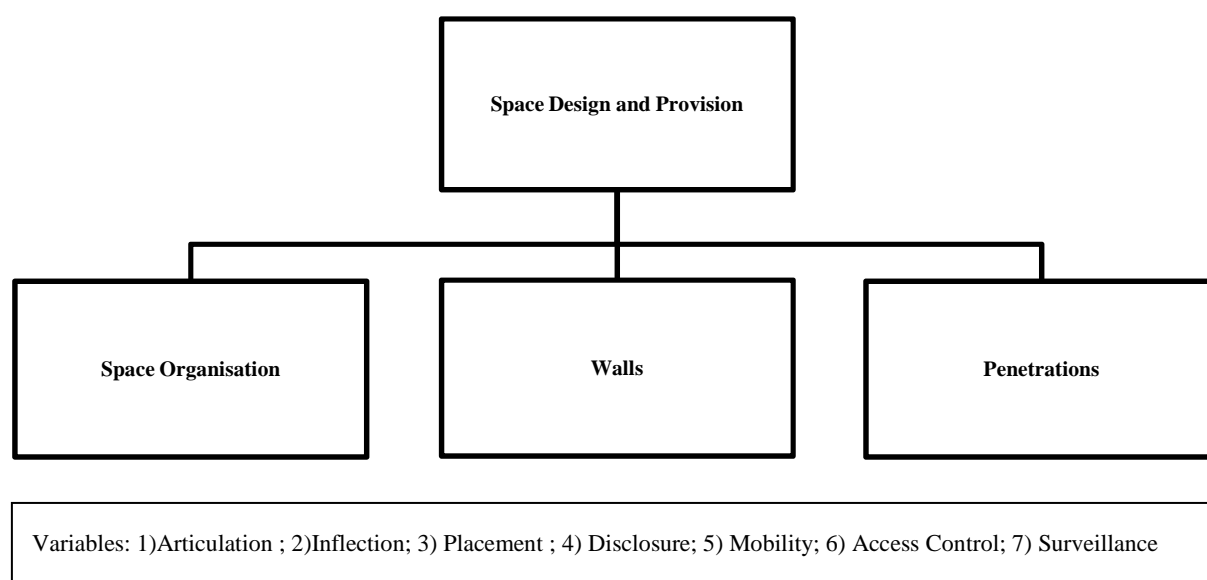 Space Design and Provision
Space Organisation
Walls
Penetrations
Variables: 1)Articulation ; 2)Inflection; 3) Placement ; 4) Disclosure; 5) Mobility; 6) Access Control; 7) Surveillance